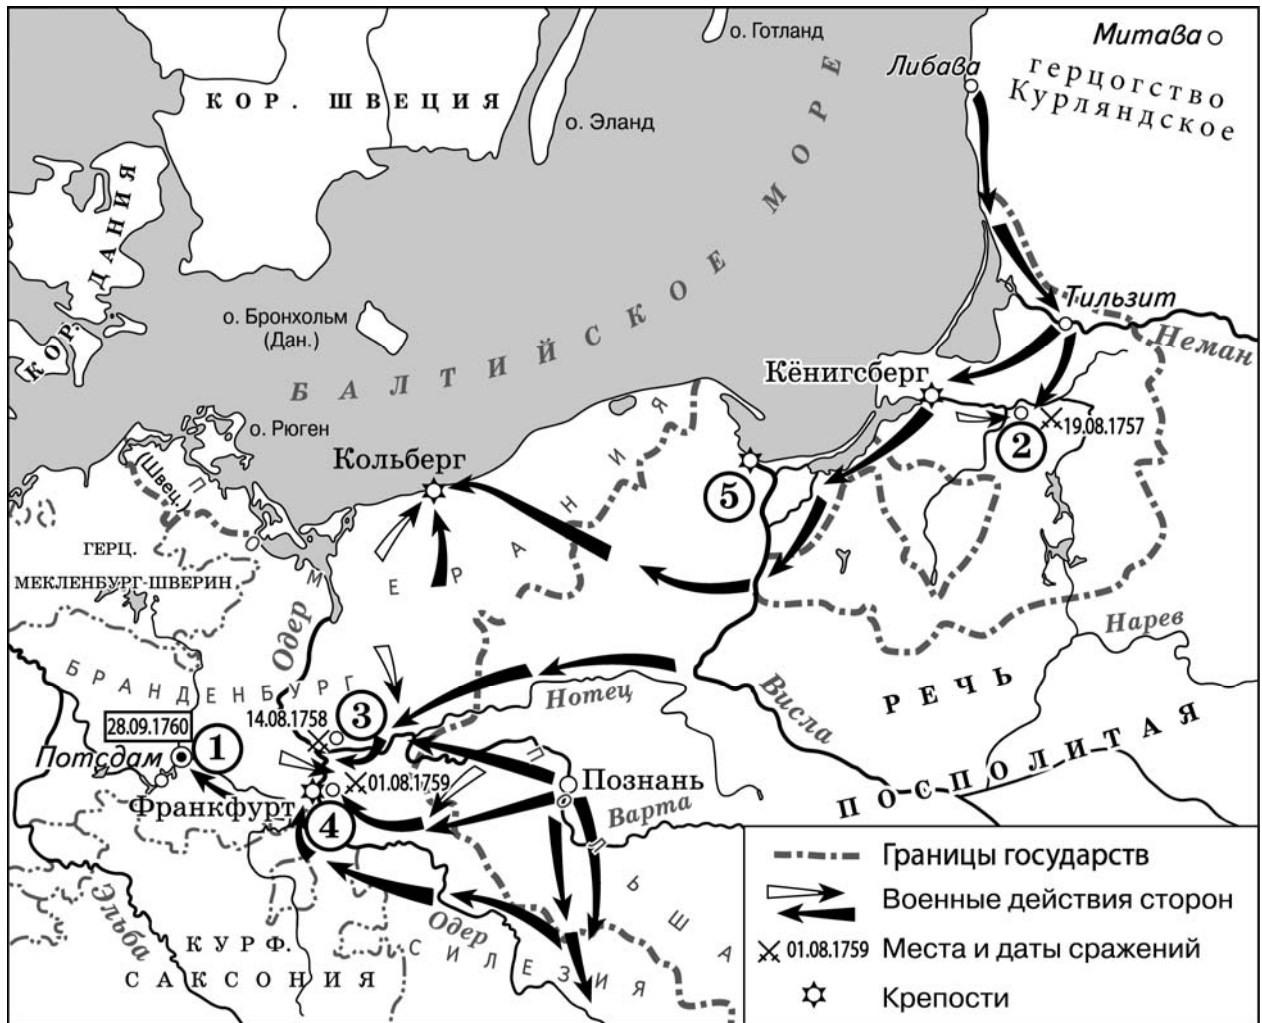 о. Готланд
Митава
Либава
герцогство
Курляндское
КОР. ШВЕЦИЯ
о. Эланд
КОР. ДАНИЯ
БАЛТИЙСКОЕ МОРЕ
о. Бронхольм
(Дан.)
Тильзит
Неман
Кёнигсберг
19.08.1757
2
о. Рюген
Кольберг
5
(Швец.)
ПОМЕРАНИЯ
ГЕРЦ.
МЕКЛЕНБУРГ-ШВЕРИН
Одер
Нарев
БРАНДЕНБУРГ
Нотец
Висла
РЕЧЬ
ПОСПОЛИТАЯ
28.09.1760
14.08.1758
3
Потсдам
1
01.08.1759
Познань
Франкфурт
Варта
4
ПОЛЬША
Эльба
Одер
КУРФ.
САКСОНИЯ
СИЛЕЗИЯ
Границы государств
Военные действия сторон
01.08.1759 Места и даты сражений
Крепости